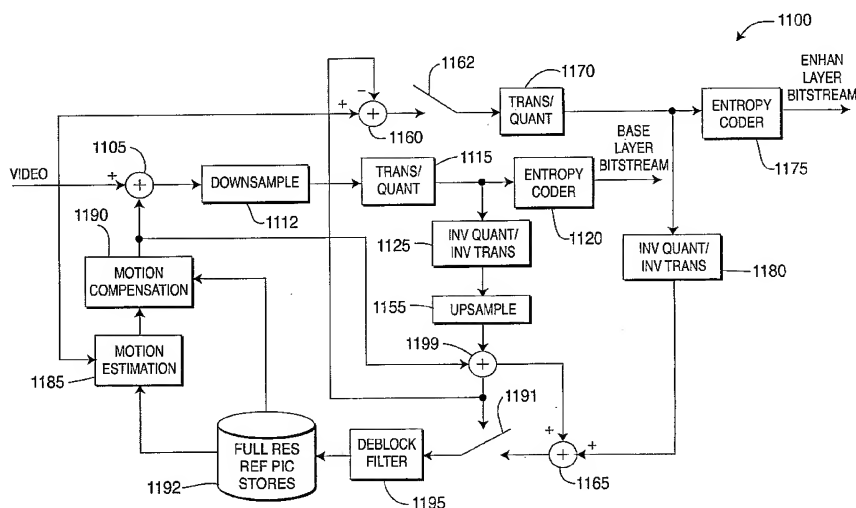 1100
1162
1170
ENHAN
LAYER
BITSTREAM
TRANS/
QUANT
ENTROPY
CODER
1160
1175
BASE
LAYER
BITSTREAM
1105
1115
VIDEO
DOWNSAMPLE
TRANS/
QUANT
ENTROPY
CODER
1112
1120
1190
1125
INV QUANT/
INV TRANS
INV QUANT/
INV TRANS
1180
MOTION
COMPENSATION
1155
UPSAMPLE
MOTION
ESTIMATION
1199
1185
1191
FULL RES
REF PIC
STORES
DEBLOCK
FILTER
1192
1195
1165